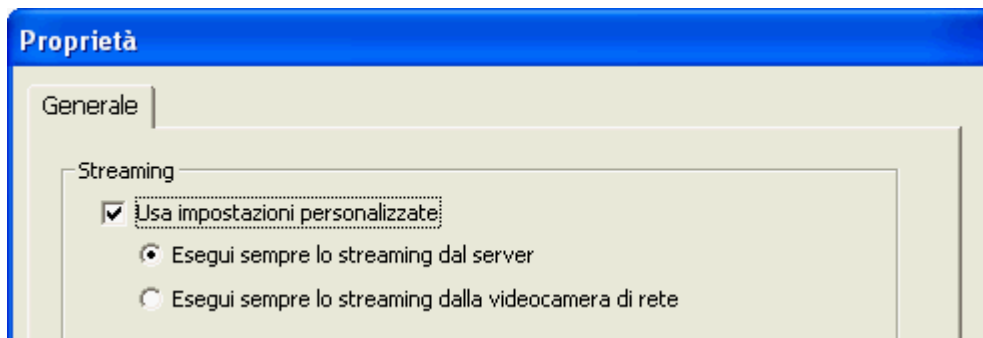 Proprietà
Generale
Streaming
Usa impostazioni personalizzate
Esegui sempre lo streaming dal server
Esegui sempre lo streaming dalla videocamera di rete